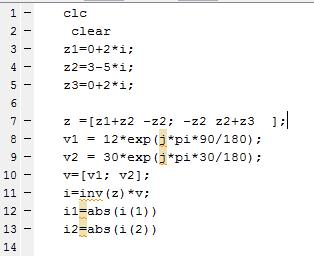 1 - clc
2 - clear
3 - z1=0+2*i;
4 - z2=3-5*i;
5 - z3=0+2*i;
6
7 - z =[z1+z2 -z2; -z2 z2+z3 ];
8 - v1 = 12*exp(j*pi*90/180);
9 - v2 = 30*exp(j*pi*30/180);
10 - v=[v1; v2];
11 - i=inv(z)*v;
12 - i1=abs(i(1))
13 - i2=abs(i(2))
14